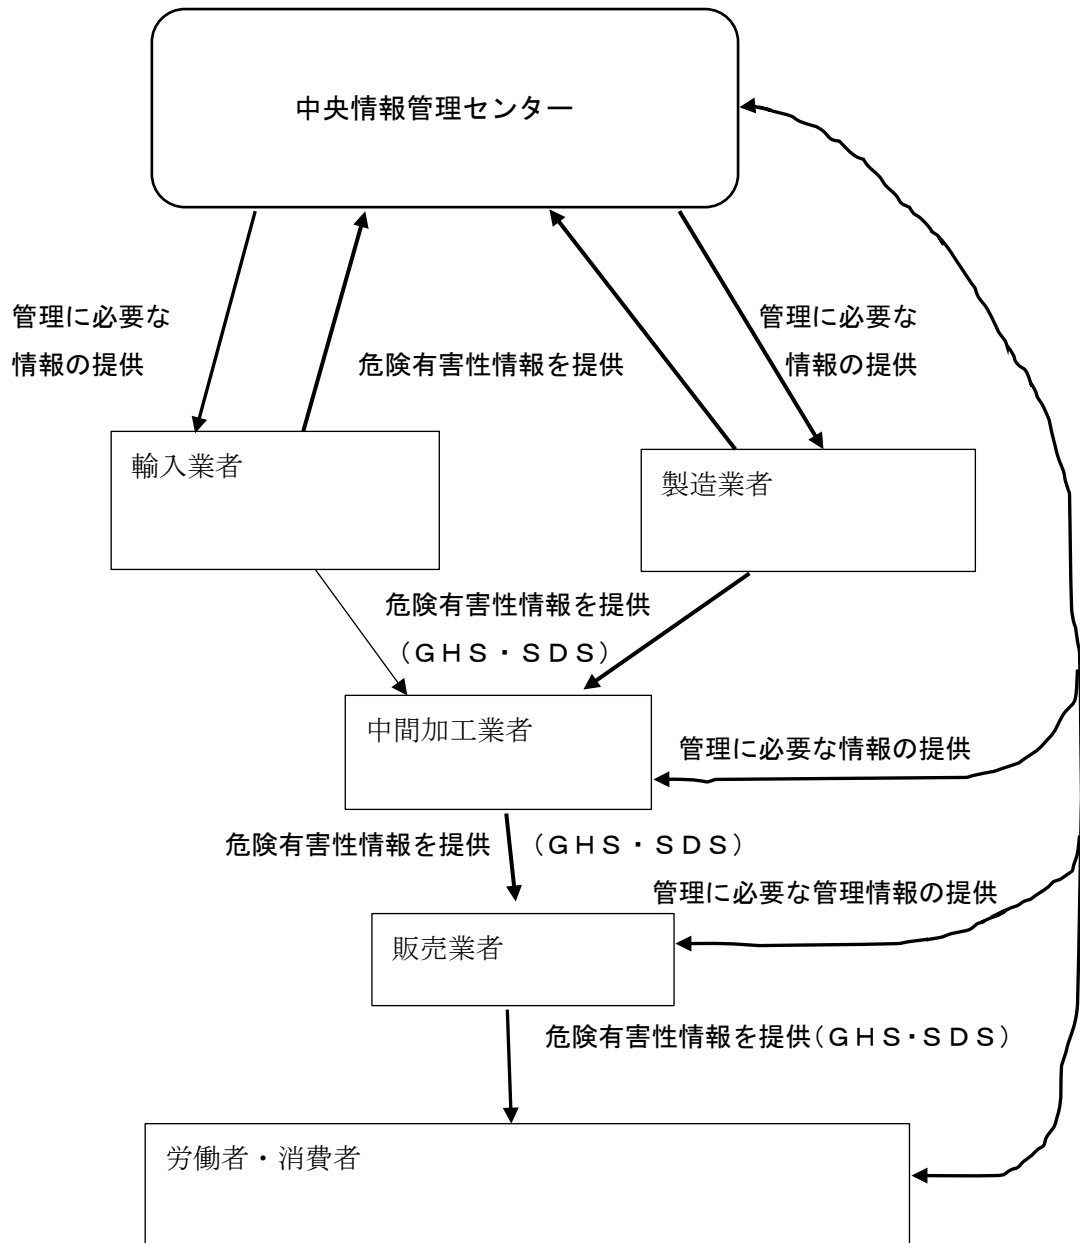 中央情報管理センター
管理に必要な
情報の提供
危険有害性情報を提供
管理に必要な
情報の提供
輸入業者
製造業者
危険有害性情報を提供
（ＧＨＳ・ＳＤＳ）
中間加工業者
管理に必要な情報の提供
危険有害性情報を提供　（ＧＨＳ・ＳＤＳ）
管理に必要な管理情報の提供
販売業者
危険有害性情報を提供（ＧＨＳ・ＳＤＳ）
労働者・消費者